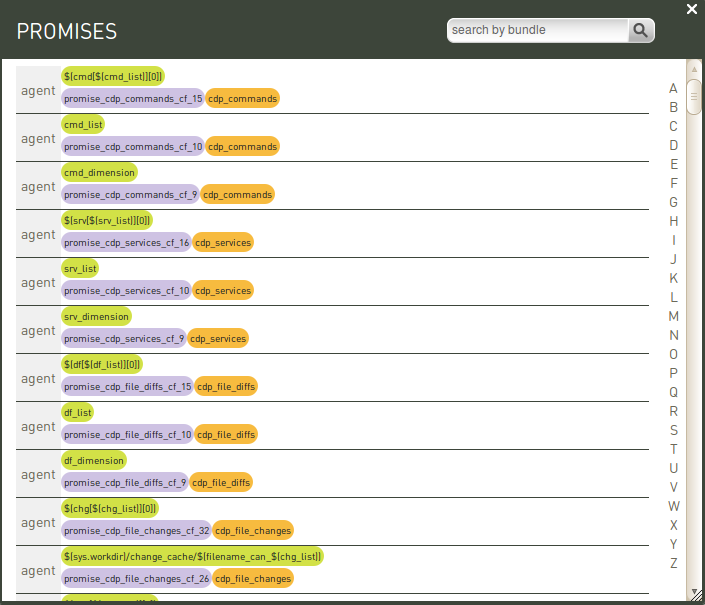 PROMISES
search by bundle
agent
$[cmd[$[cmd_list]][0]]
promise_cdp_commands_cf_15 cdp_commands
agent
cmd_list
promise_cdp_commands_cf_10 cdp_commands
agent
cmd_dimension
promise_cdp_commands_cf_9 cdp_commands
agent
$[srv[$[srv_list]][0]]
promise_cdp_services_cf_16 cdp_services
agent
srv_list
promise_cdp_services_cf_10 cdp_services
agent
srv_dimension
promise_cdp_services_cf_9 cdp_services
agent
$[df[$[df_list]][0]]
promise_cdp_file_diffs_cf_15 cdp_file_diffs
agent
df_list
promise_cdp_file_diffs_cf_10 cdp_file_diffs
agent
df_dimension
promise_cdp_file_diffs_cf_9 cdp_file_diffs
agent
$[chg[$[chg_list]][0]]
promise_cdp_file_changes_cf_32 cdp_file_changes
agent
$[sys.workdir]/change_cache/$[filename_can_$[chg_list]]
promise_cdp_file_changes_cf_26 cdp_file_changes
A
B
C
D
E
F
G
H
I
J
K
L
M
N
O
P
Q
R
S
T
U
V
W
X
Y
Z